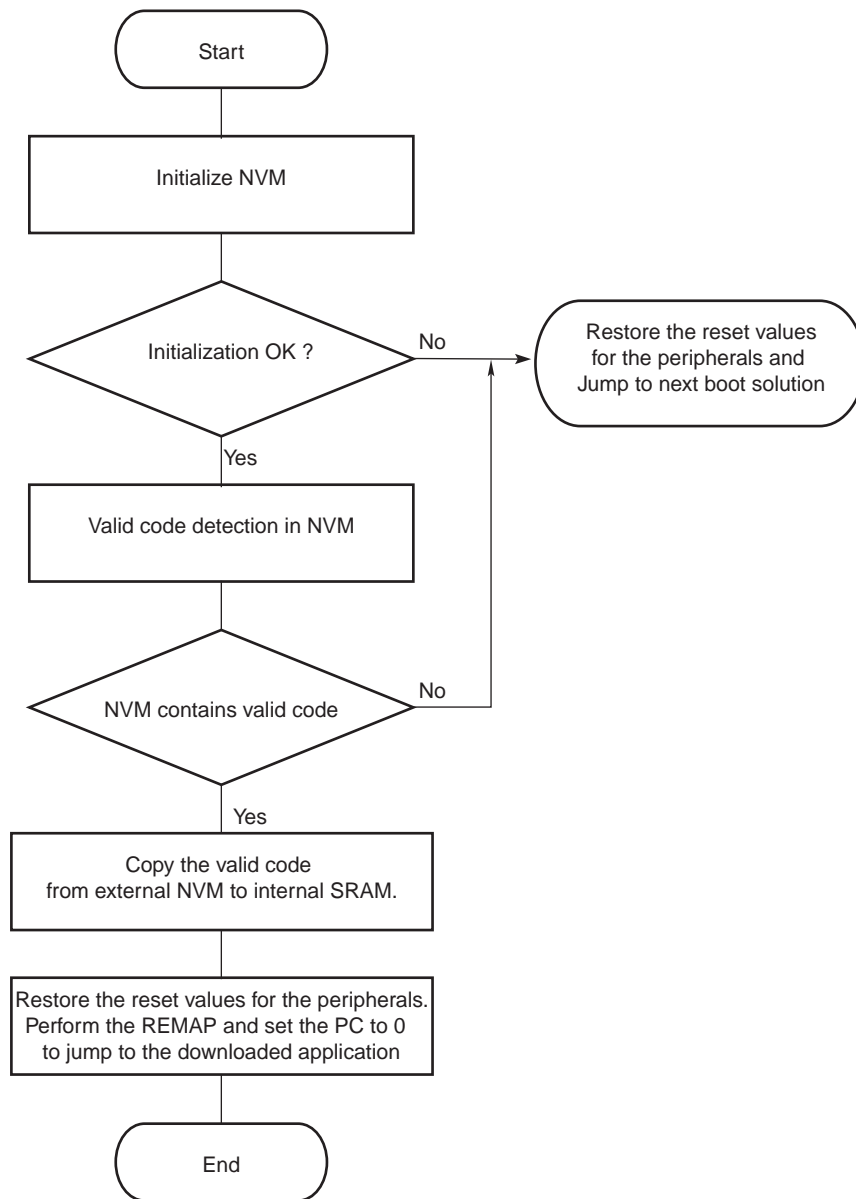 Start
Initialize NVM
Initialization OK ?
No
Restore the reset values
for the peripherals and
Jump to next boot solution
Yes
Valid code detection in NVM
NVM contains valid code
No
Yes
Copy the valid code
from external NVM to internal SRAM.
Restore the reset values for the peripherals.
Perform the REMAP and set the PC to 0
to jump to the downloaded application
End